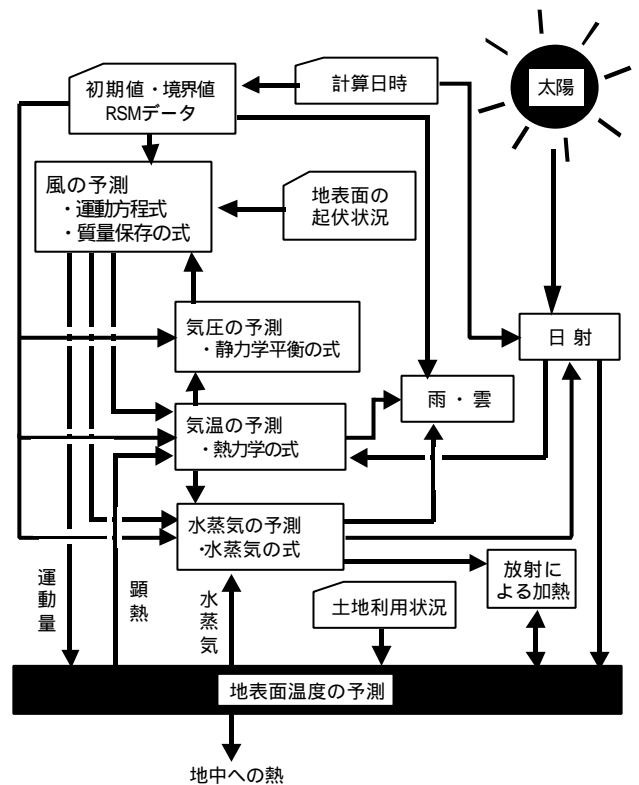 初期値・境界値
RSMデータ
計算日時
太陽
風の予測
・運動方程式
・質量保存の式
地表面の
起伏状況
気圧の予測
・静力学平衡の式
日射
雨・雲
気温の予測
・熱力学の式
水蒸気の予測
・水蒸気の式
放射に
よる加熱
運動量
顕熱
水蒸気
土地利用状況
地表面温度の予測
地中への熱